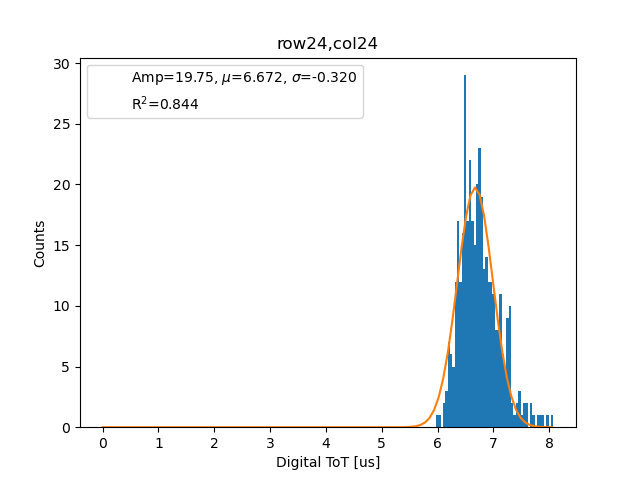 row24,col24
Amp=19.75, μ=6.672, σ=-0.320
R²=0.844
30
25
20
15
10
5
0
Counts
0 1 2 3 4 5 6 7 8
Digital ToT [us]